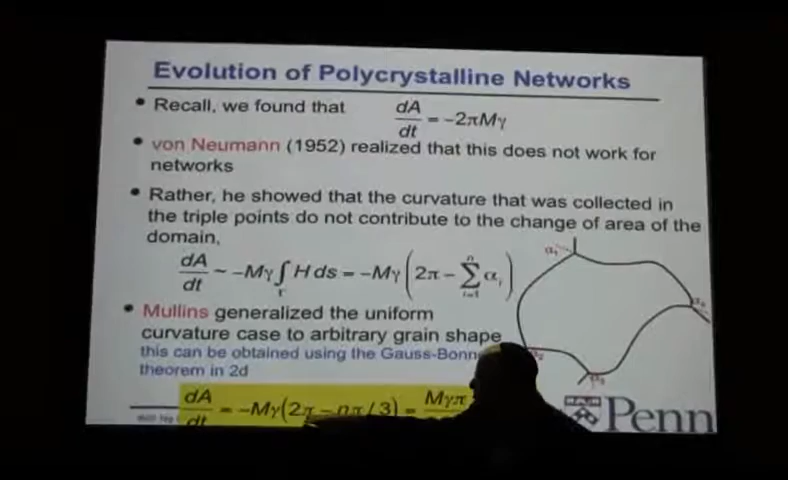 Evolution of Polycrystalline Networks
• Recall, we found that dA/dt = -2πMγ
• von Neumann (1952) realized that this does not work for
networks
• Rather, he showed that the curvature that was collected in
the triple points do not contribute to the change of area of the
domain,
dA/dt ~ -Mγ∫_Γ H ds = -Mγ(2π - ∑_{i=1}^{n} α_i)
• Mullins generalized the uniform
curvature case to arbitrary grain shape
this can be obtained using the Gauss-Bonn
theorem in 2d
dA/dt = -Mγ(2π - nπ/3) = Mγπ
Penn